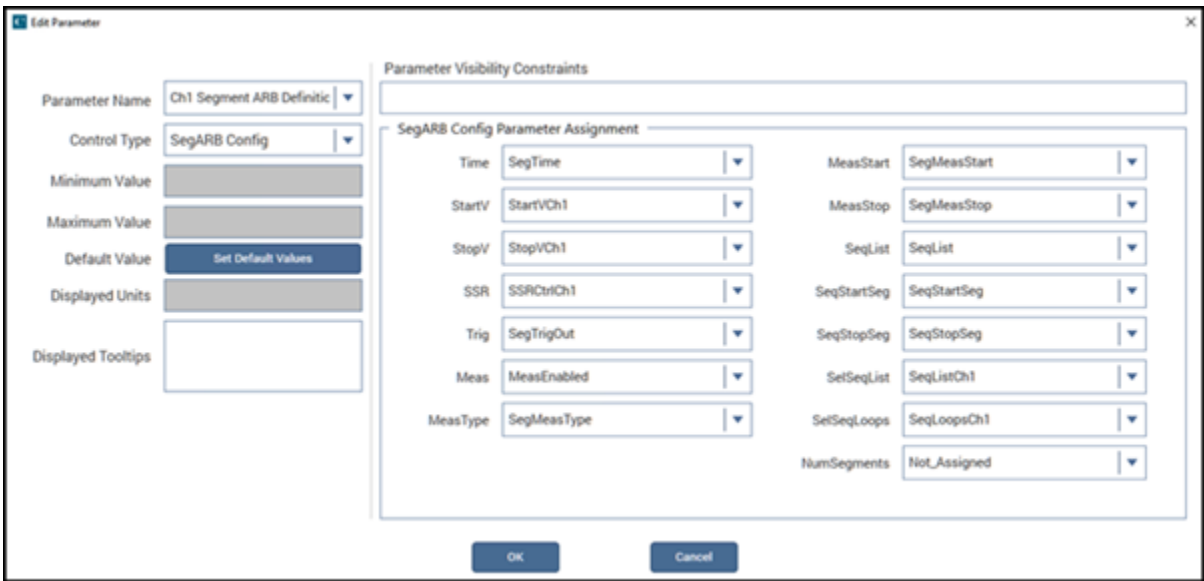 Edit Parameter
Parameter Visibility Constraints
Parameter Name Ch1 Segment ARB Definitic
Control Type SegARB Config
Minimum Value
Maximum Value
Default Value Set Default Values
Displayed Units
Displayed Tooltips
SegARB Config Parameter Assignment
Time SegTime
StartV StartVCh1
StopV StopVCh1
SSR SSRCtrlCh1
Trig SegTrigOut
Meas MeasEnabled
MeasType SegMeasType
MeasStart SegMeasStart
MeasStop SegMeasStop
SeqList SeqList
SeqStartSeg SeqStartSeg
SeqStopSeg SeqStopSeg
SelSeqList SeqListCh1
SelSeqLoops SeqLoopsCh1
NumSegments Not_Assigned
OK Cancel